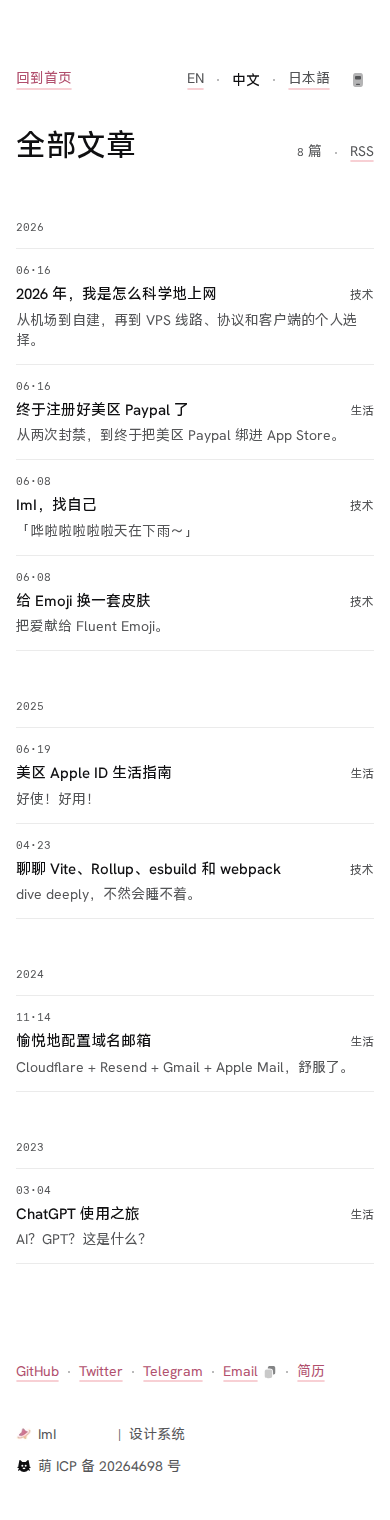 回到首页 EN · 中文 · 日本語
全部文章 8 篇 · RSS
2026
06·16
2026 年，我是怎么科学地上网 技术
从机场到自建，再到 VPS 线路、协议和客户端的个人选
择。
06·16
终于注册好美区 Paypal 了 生活
从两次封禁，到终于把美区 Paypal 绑进 App Store。
06·08
lml，找自己 技术
「哗啦啦啦啦啦天在下雨～」
06·08
给 Emoji 换一套皮肤 技术
把爱献给 Fluent Emoji。
2025
06·19
美区 Apple ID 生活指南 生活
好使！好用！
04·23
聊聊 Vite、Rollup、esbuild 和 webpack 技术
dive deeply，不然会睡不着。
2024
11·14
愉悦地配置域名邮箱 生活
Cloudflare + Resend + Gmail + Apple Mail，舒服了。
2023
03·04
ChatGPT 使用之旅 生活
AI？GPT？这是什么？
GitHub · Twitter · Telegram · Email · 简历
lml | 设计系统
萌 ICP 备 20264698 号